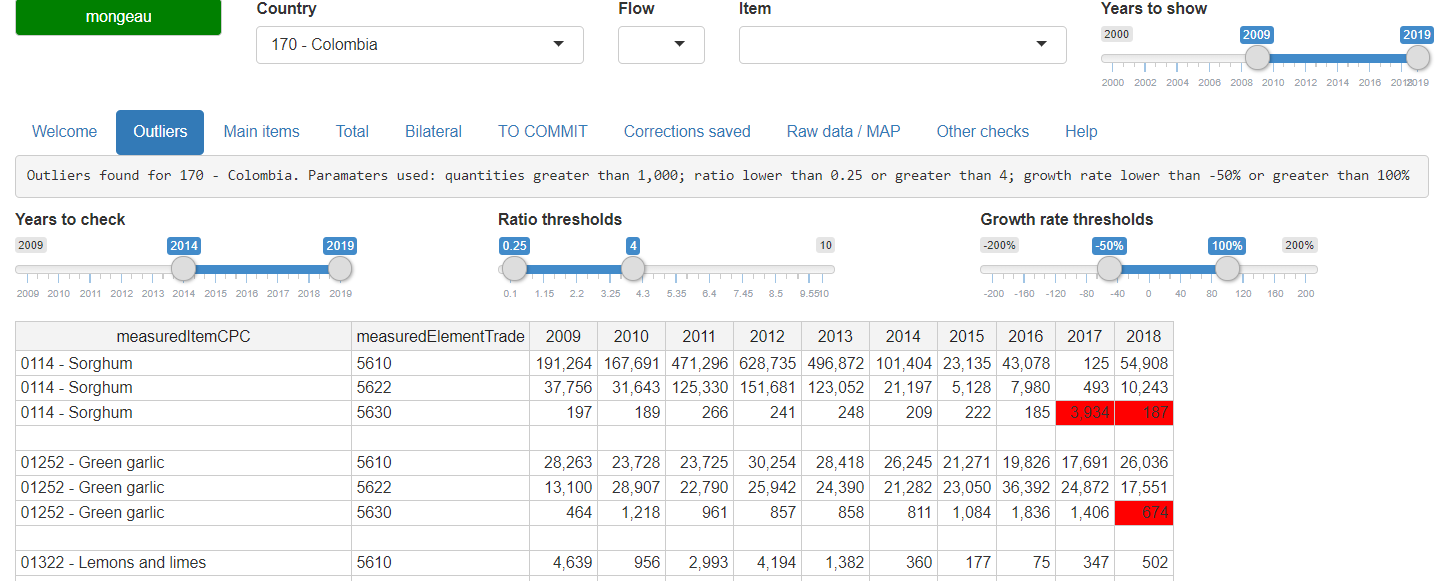 mongeau
Country Flow Item Years to show
170 - Colombia
2000 2009 2019
2000 2002 2004 2006 2008 2010 2012 2014 2016 2018 2019
Welcome Outliers Main items Total Bilateral TO COMMIT Corrections saved Raw data / MAP Other checks Help
Outliers found for 170 - Colombia. Paramaters used: quantities greater than 1,000; ratio lower than 0.25 or greater than 4; growth rate lower than -50% or greater than 100%
Years to check Ratio thresholds Growth rate thresholds
2009 2014 2019 0.25 4 10 -200% -50% 100% 200%
2009 2010 2011 2012 2013 2014 2015 2016 2017 2018 2019 0.1 1.15 2.2 3.25 4.3 5.35 6.4 7.45 8.5 9.55 10 -200 -160 -120 -80 -40 0 40 80 120 160 200
measuredItemCPC measuredElementTrade 2009 2010 2011 2012 2013 2014 2015 2016 2017 2018
0114 - Sorghum 5610 191,264 167,691 471,296 628,735 496,872 101,404 23,135 43,078 125 54,908
0114 - Sorghum 5622 37,756 31,643 125,330 151,681 123,052 21,197 5,128 7,980 493 10,243
0114 - Sorghum 5630 197 189 266 241 248 209 222 185 3,934 187
01252 - Green garlic 5610 28,263 23,728 23,725 30,254 28,418 26,245 21,271 19,826 17,691 26,036
01252 - Green garlic 5622 13,100 28,907 22,790 25,942 24,390 21,282 23,050 36,392 24,872 17,551
01252 - Green garlic 5630 464 1,218 961 857 858 811 1,084 1,836 1,406 674
01322 - Lemons and limes 5610 4,639 956 2,993 4,194 1,382 360 177 75 347 502